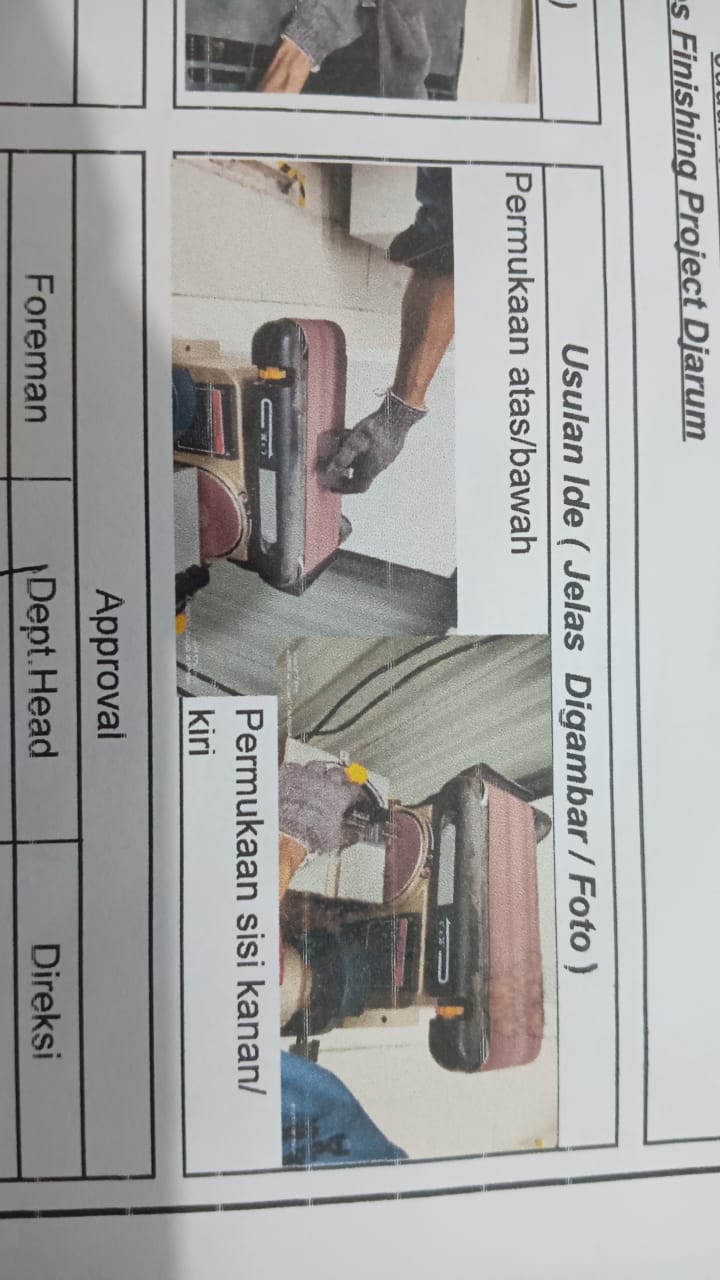 s Finishing Project Djarum
)
Usulan Ide ( Jelas Digambar / Foto )
Permukaan atas/bawah
Permukaan sisi kanan/
kiri
Approval
Foreman
Dept.Head
Direksi